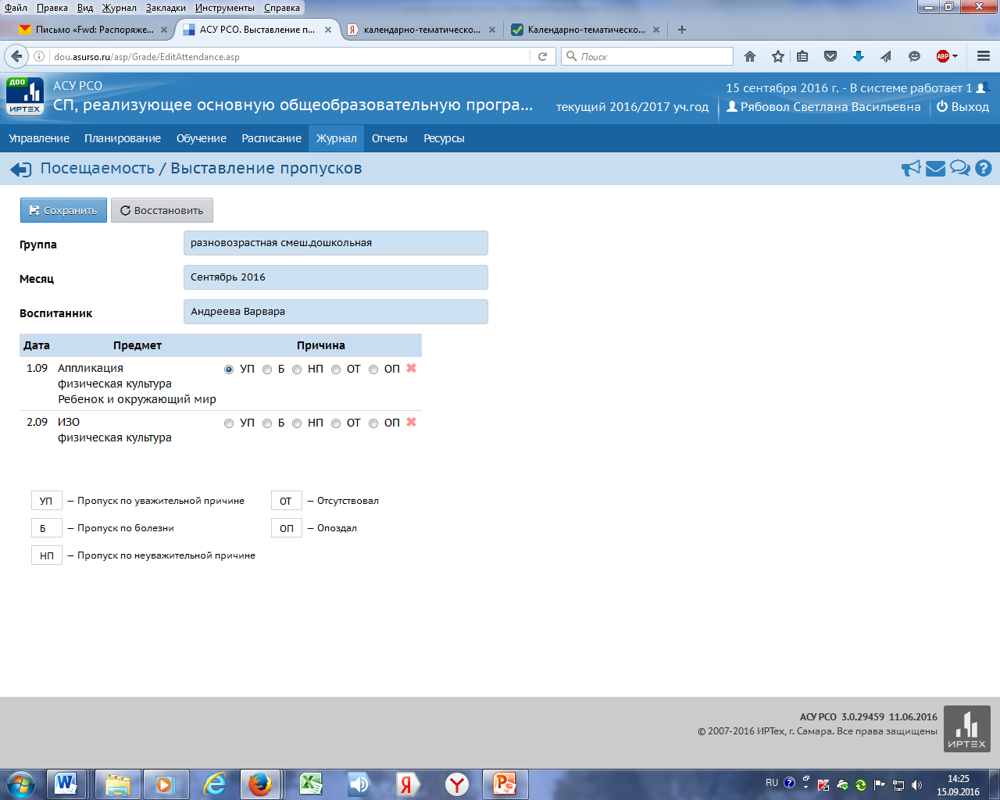 Файл Правка Вид Журнал Закладки Инструменты Справка
Письмо «Fwd: Распоряже... АСУ РСО. Выставление п... календарно-тематическо... Календарно-тематическо...
dou.asurso.ru/asp/Grade/EditAttendance.asp Поиск ABP
ДОО ИРТЕХ
АСУ РСО
15 сентября 2016 г. - В системе работает 1
СП, реализующее основную общеобразовательную програ... текущий 2016/2017 уч.год Рябовол Светлана Васильевна Выход
Управление Планирование Обучение Расписание Журнал Отчеты Ресурсы
Посещаемость / Выставление пропусков
Сохранить Восстановить
Группа разновозрастная смеш.дошкольная
Месяц Сентябрь 2016
Воспитанник Андреева Варвара
Дата Предмет Причина
1.09 Аппликация УП Б НП ОТ ОП
физическая культура
Ребенок и окружающий мир
2.09 ИЗО УП Б НП ОТ ОП
физическая культура
УП — Пропуск по уважительной причине ОТ — Отсутствовал
Б — Пропуск по болезни ОП — Опоздал
НП — Пропуск по неуважительной причине
АСУ РСО 3.0.29459 11.06.2016
© 2007-2016 ИРТех, г. Самара. Все права защищены
ИРТЕХ
RU 14:25
15.09.2016